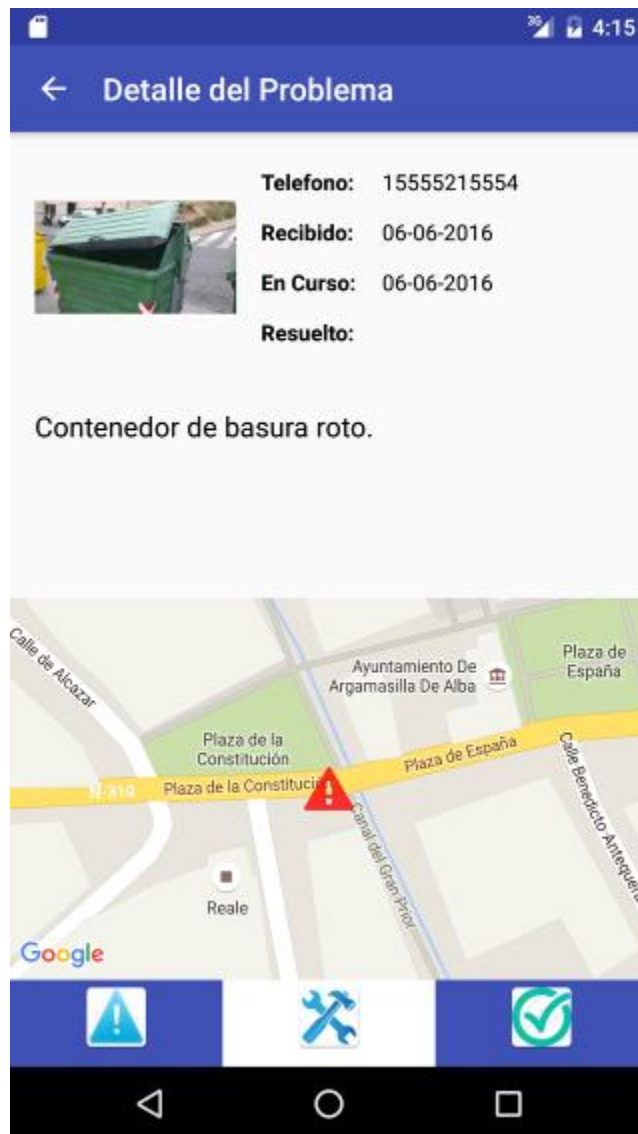 3G 4:15
Detalle del Problema
Telefono: 15555215554
Recibido: 06-06-2016
En Curso: 06-06-2016
Resuelto:
Contenedor de basura roto.
Calle de Alcazar
Ayuntamiento De
Argamasilla De Alba
Plaza de
España
Plaza de la
Constitución
Plaza de España
N-310
Plaza de la Constitución
Calle Benedicto Antequera
Canal del Gran Prior
Reale
Google